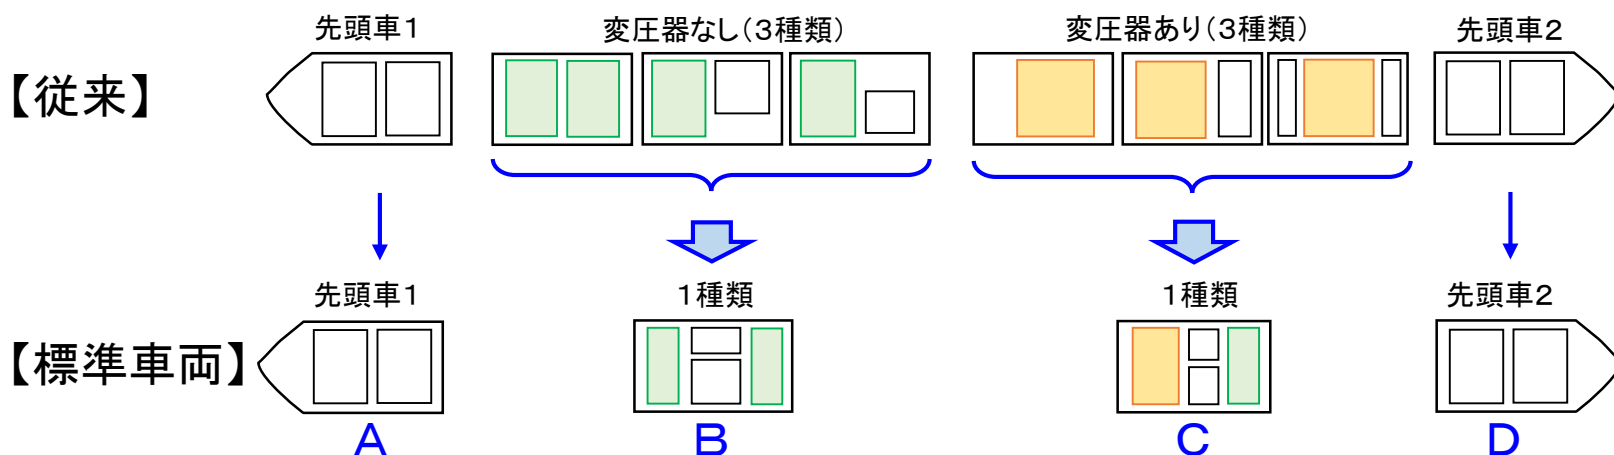 先頭車1 変圧器なし(3種類) 変圧器あり(3種類) 先頭車2
【従来】
先頭車1 1種類 1種類 先頭車2
【標準車両】
A B C D